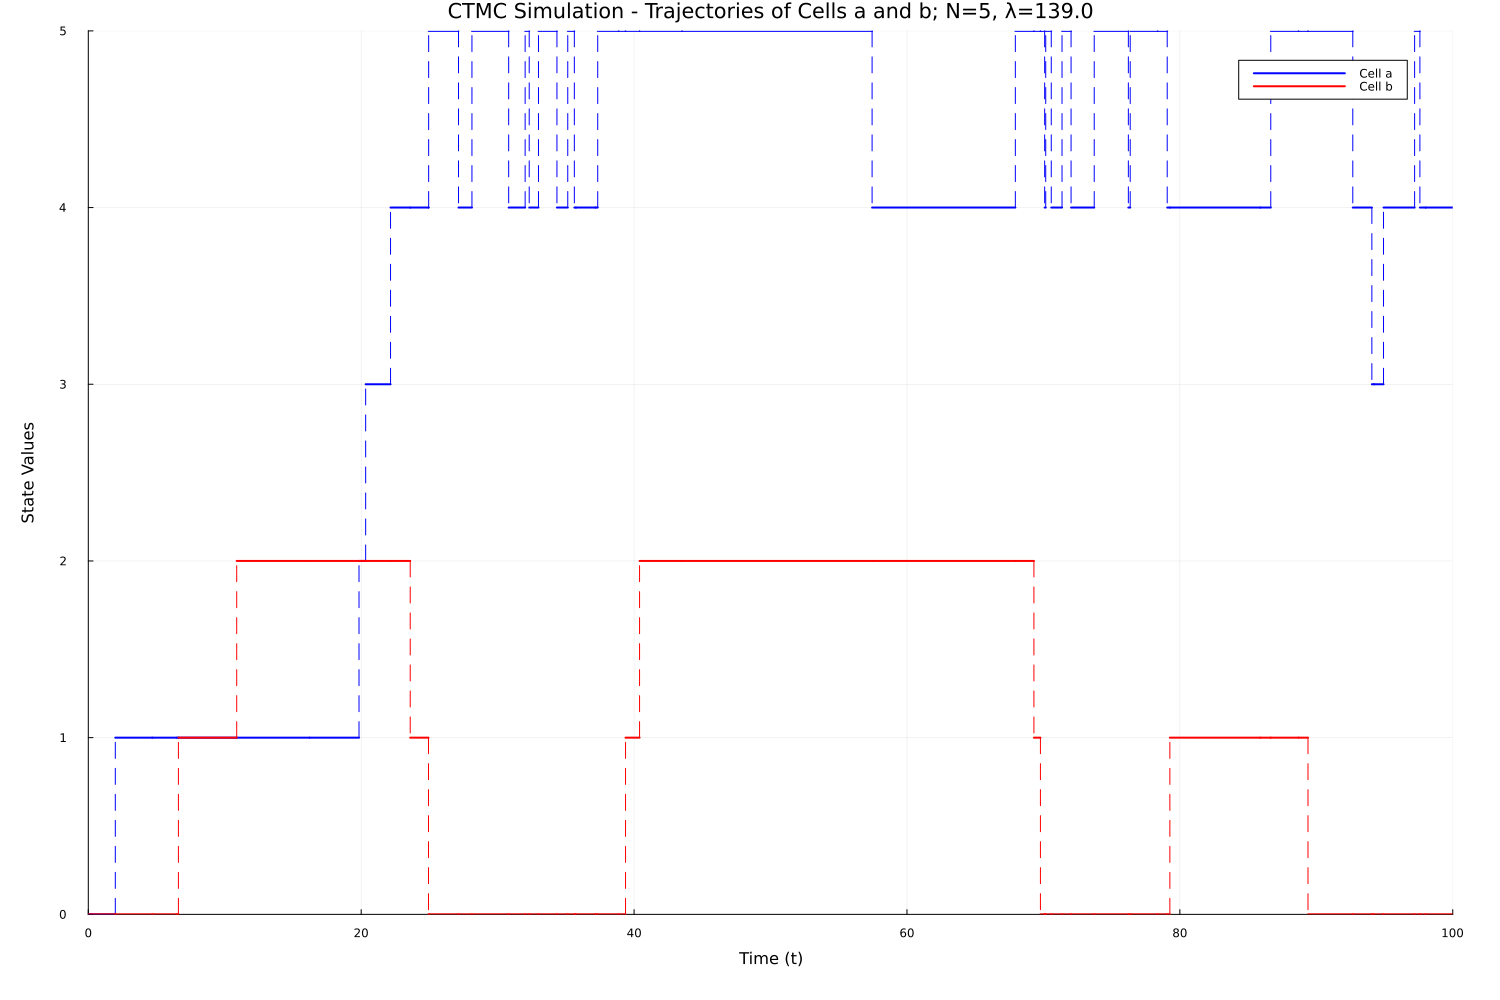 CTMC Simulation - Trajectories of Cells a and b; N=5, λ=139.0
5
Cell a
Cell b
4
3
State Values
2
1
0
0 20 40 60 80 100
Time (t)